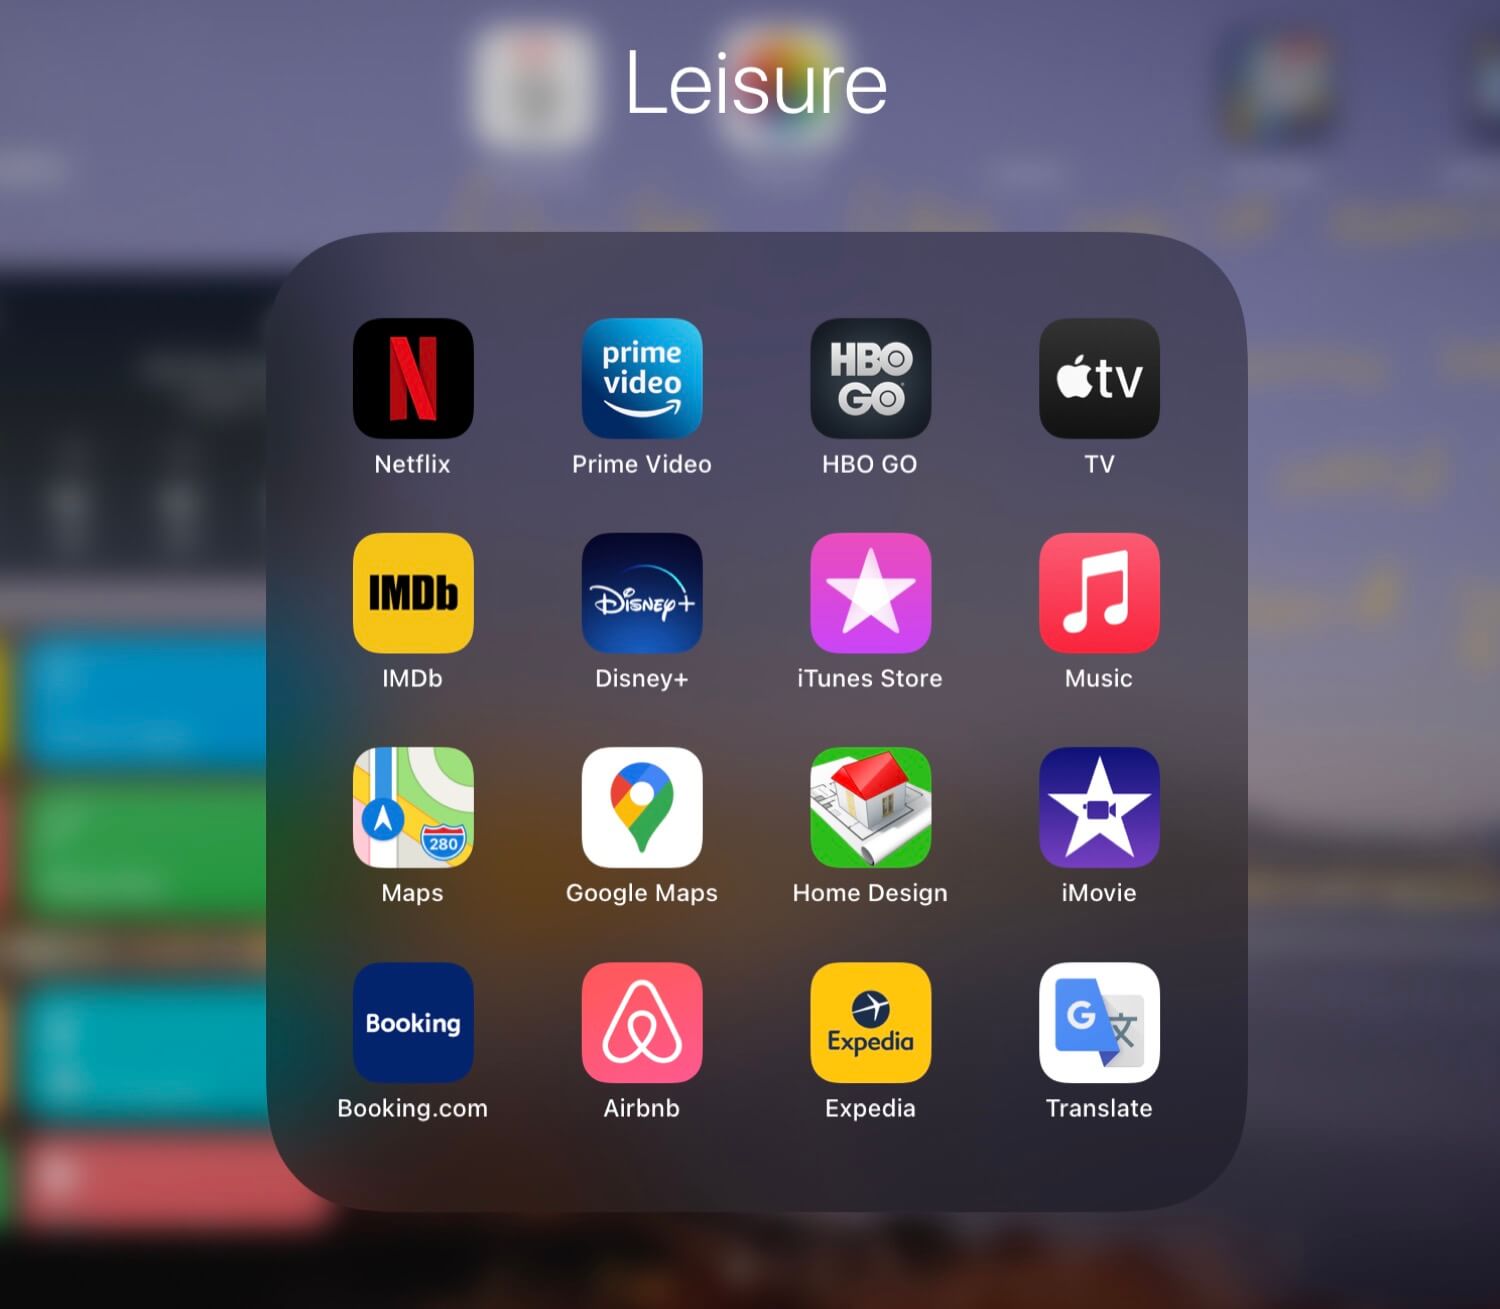 Leisure
prime
video
HBO
GO
tv
Netflix
Prime Video
HBO GO
TV
IMDb
Disney+
IMDb
Disney+
iTunes Store
Music
280
Maps
Google Maps
Home Design
iMovie
Booking
Expedia
G 文
Booking.com
Airbnb
Expedia
Translate